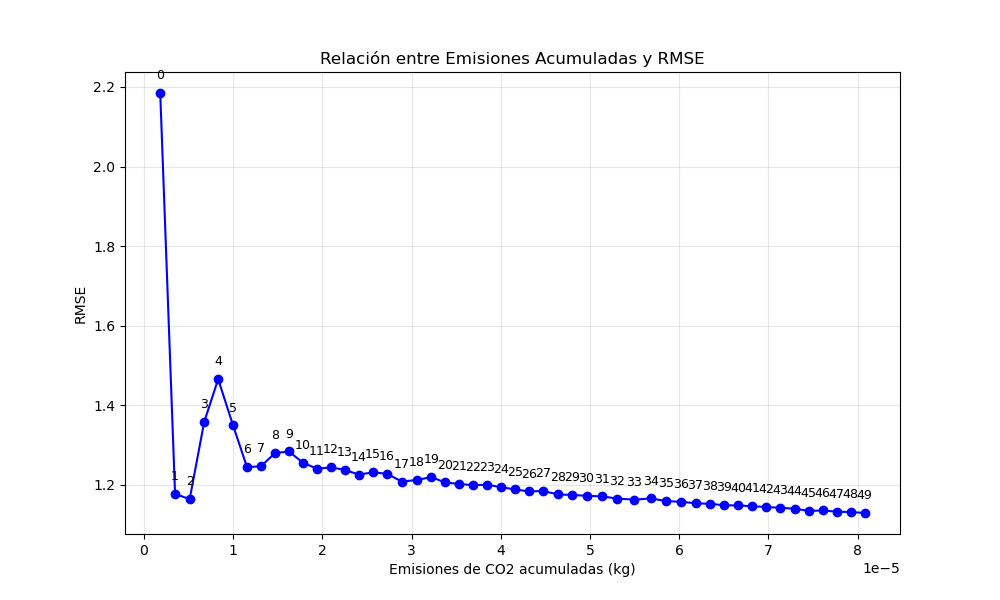 Relación entre Emisiones Acumuladas y RMSE
0
2.2
2.0
1.8
1.6
4
1.4
3
5
6 7 8 9 10 11 12 13 14 15 16 17 18 19 20 21 22 23 24 25 26 27 28 29 30 31 32 33 34 35 36 37 38 39 40 41 42 43 44 45 46 47 48 49
1 2
1.2
RMSE
0 1 2 3 4 5 6 7 8
1e−5
Emisiones de CO2 acumuladas (kg)